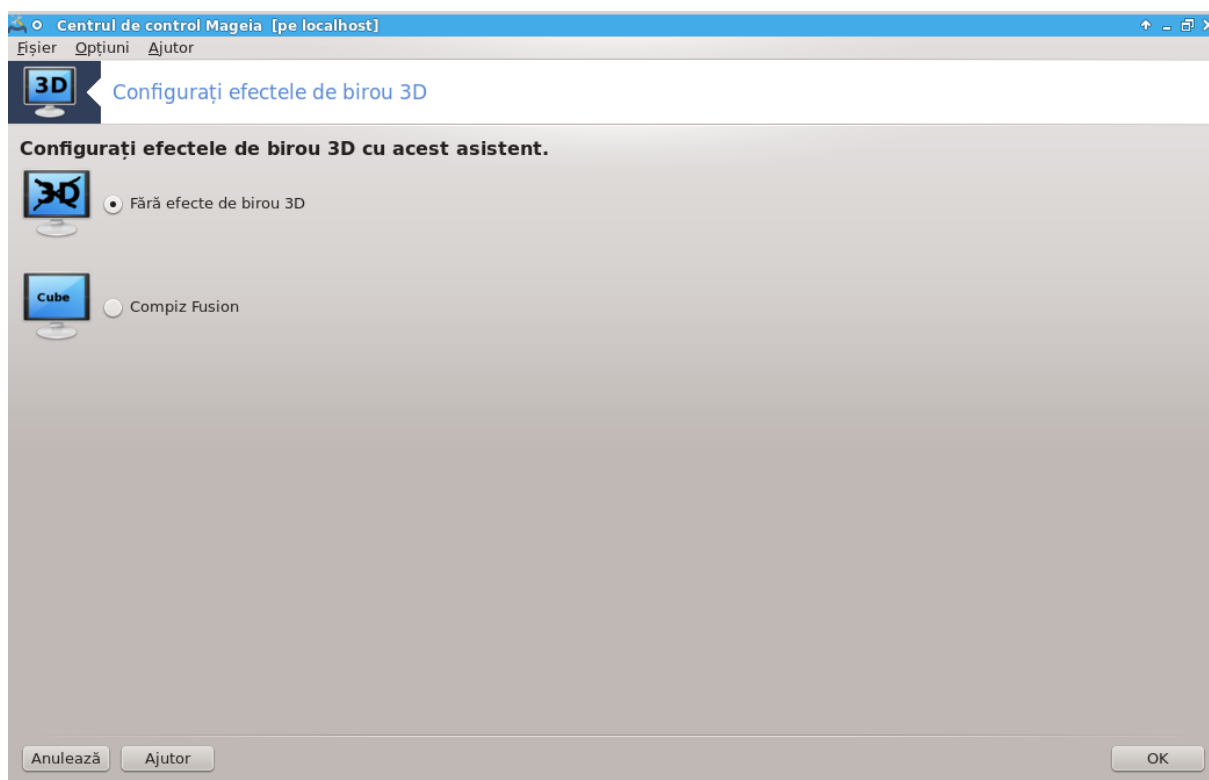 Centrul de control Mageia [pe localhost]
Fișier Opțiuni Ajutor
3D
Configurați efectele de birou 3D
Configurați efectele de birou 3D cu acest asistent.
3D
Fără efecte de birou 3D
Cube
Compiz Fusion
Anulează Ajutor OK